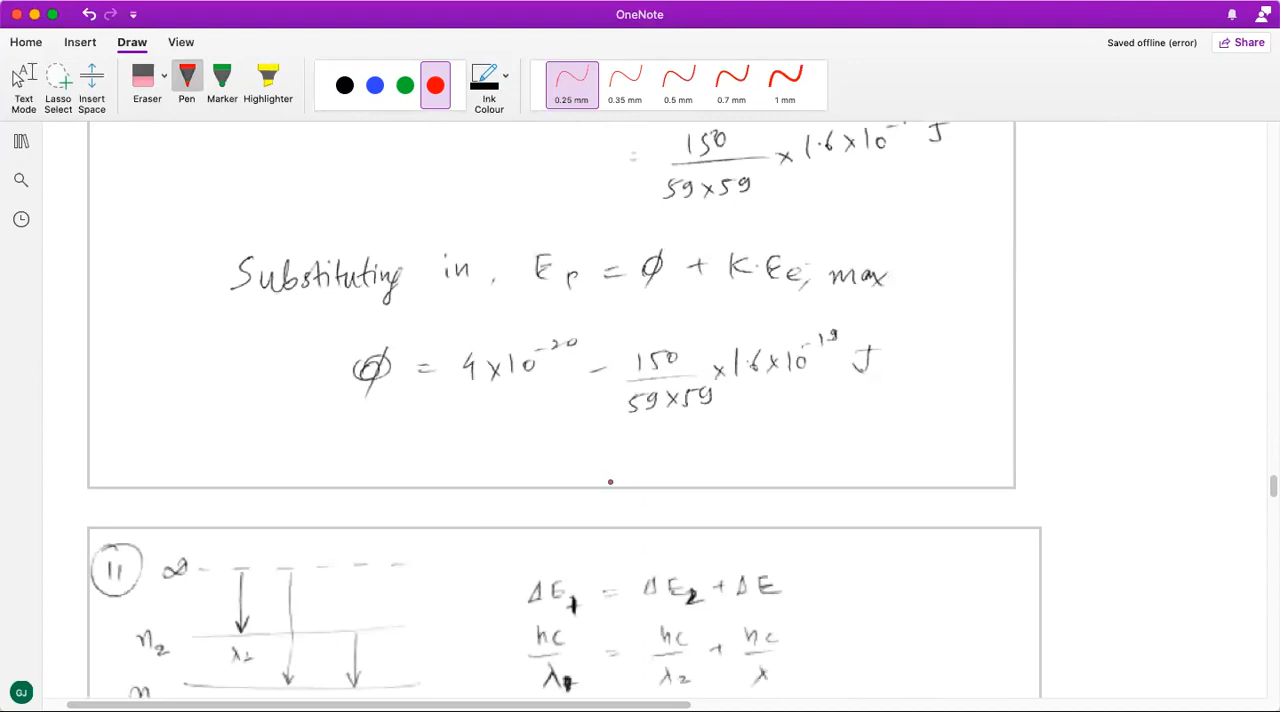 OneNote
Home Insert Draw View
Saved offline (error) Share
Text Mode Lasso Select Insert Space Eraser Pen Marker Highlighter Ink Colour 0.25 mm 0.35 mm 0.5 mm 0.7 mm 1 mm
= 150/(59×59) × 1.6×10⁻ J
Substituting in, E_p = φ + K.E_e, max
φ = 4×10⁻²⁰ − 150/(59×59) × 1.6×10⁻¹⁹ J
11 ∞
ΔE₁ = ΔE₂ + ΔE
n₂ λ₂
hc/λ₁ = hc/λ₂ + hc/λ
n
GJ